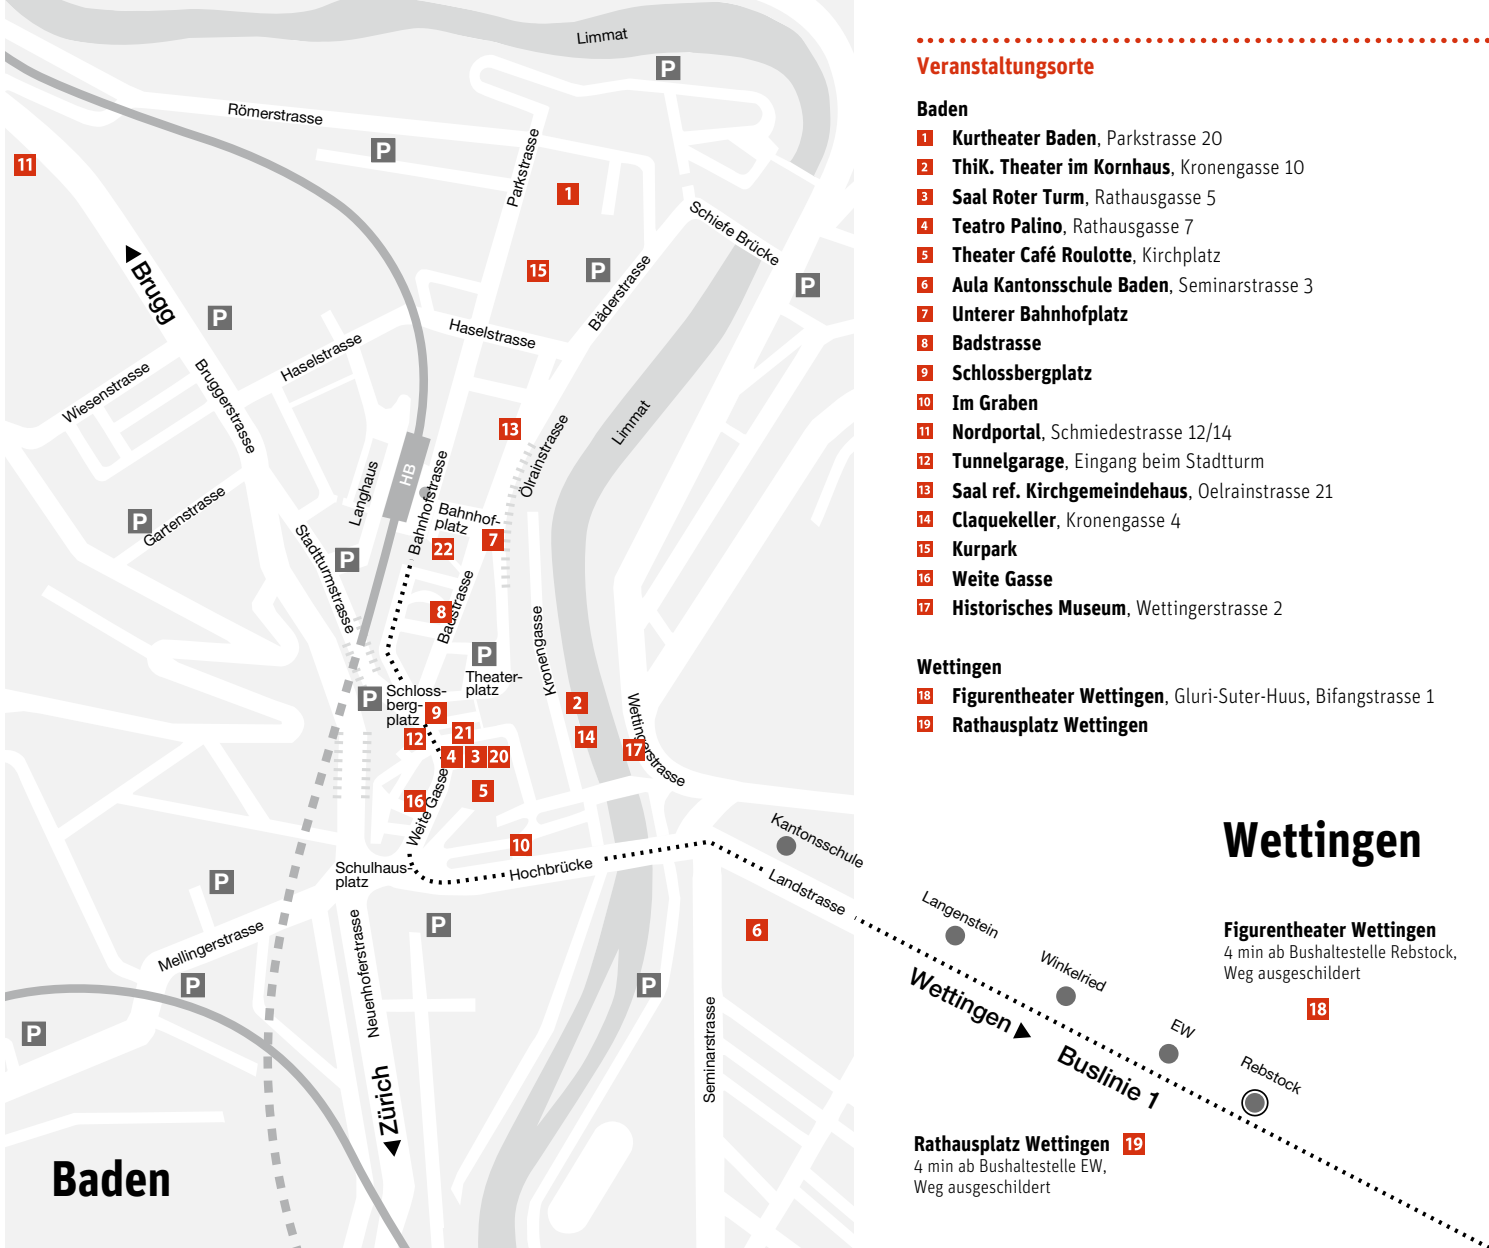 Limmat
P
Römerstrasse
P
11
Parkstrasse
1
Schiefe Brücke
15
P
P
Bäderstrasse
Brugg
P
Haselstrasse
Haselstrasse
Wiesenstrasse
Bruggerstrasse
Limmat
13
Ölrainstrasse
HB
Langhaus
Bahnhofstrasse
Gartenstrasse
P
Bahnhof-
platz
7
22
P
Stadtturmstrasse
8
Badstrasse
Kronengasse
P
Theater-
platz
P
Schloss-
berg-
platz
9
2
Wettingerstrasse
12
21
14
17
4
3
20
5
16
Weite Gasse
10
Schulhaus-
platz
Hochbrücke
P
Kantonsschule
Landstrasse
P
6
Mellingerstrasse
P
P
P
Neuenhoferstrasse
Seminarstrasse
Zürich
Baden
Veranstaltungsorte
Baden
1 Kurtheater Baden, Parkstrasse 20
2 ThiK. Theater im Kornhaus, Kronengasse 10
3 Saal Roter Turm, Rathausgasse 5
4 Teatro Palino, Rathausgasse 7
5 Theater Café Roulotte, Kirchplatz
6 Aula Kantonsschule Baden, Seminarstrasse 3
7 Unterer Bahnhofplatz
8 Badstrasse
9 Schlossbergplatz
10 Im Graben
11 Nordportal, Schmiedestrasse 12/14
12 Tunnelgarage, Eingang beim Stadtturm
13 Saal ref. Kirchgemeindehaus, Oelrainstrasse 21
14 Claquekeller, Kronengasse 4
15 Kurpark
16 Weite Gasse
17 Historisches Museum, Wettingerstrasse 2
Wettingen
18 Figurentheater Wettingen, Gluri-Suter-Huus, Bifangstrasse 1
19 Rathausplatz Wettingen
Wettingen
Langenstein
Winkelried
EW
Rebstock
Wettingen
Buslinie 1
Figurentheater Wettingen
4 min ab Bushaltestelle Rebstock,
Weg ausgeschildert
18
Rathausplatz Wettingen 19
4 min ab Bushaltestelle EW,
Weg ausgeschildert